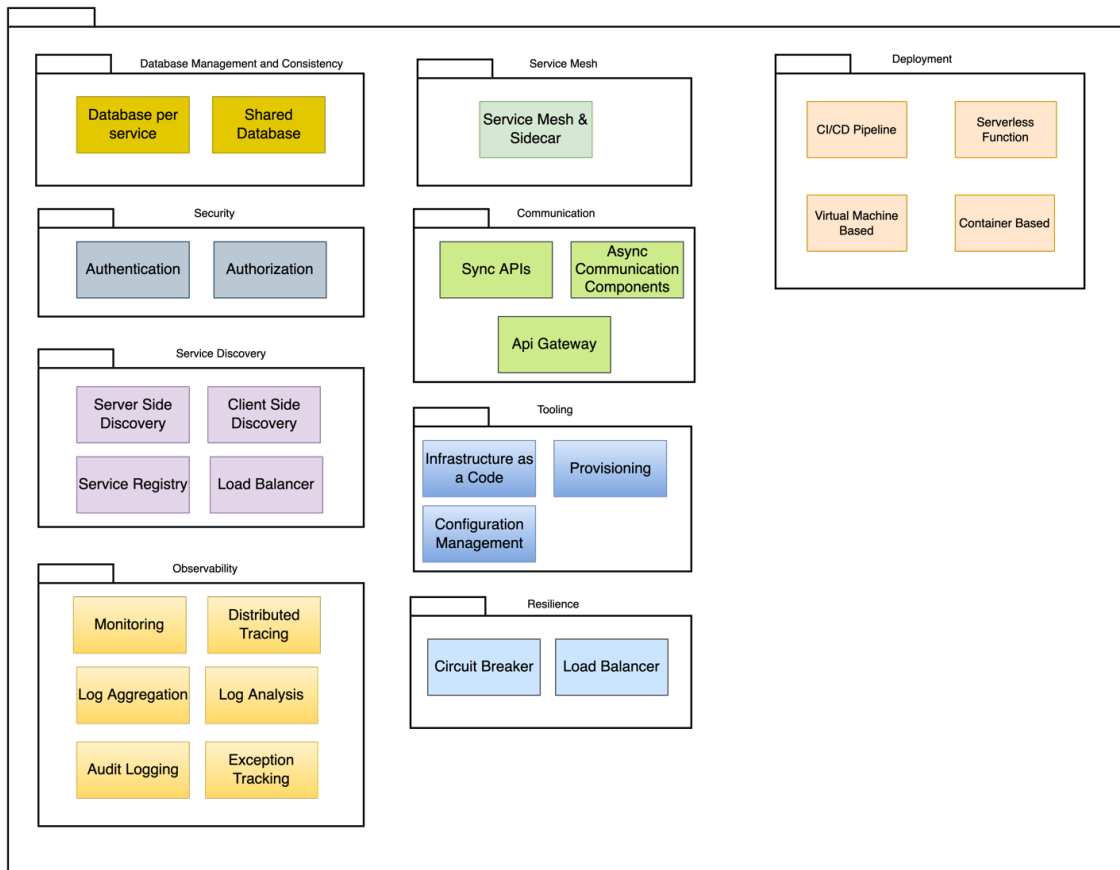 Database Management and Consistency
Database per
service
Shared
Database
Security
Authentication
Authorization
Service Discovery
Server Side
Discovery
Client Side
Discovery
Service Registry
Load Balancer
Observability
Monitoring
Distributed
Tracing
Log Aggregation
Log Analysis
Audit Logging
Exception
Tracking
Service Mesh
Service Mesh &
Sidecar
Communication
Sync APIs
Async
Communication
Components
Api Gateway
Tooling
Infrastructure as
a Code
Provisioning
Configuration
Management
Resilience
Circuit Breaker
Load Balancer
Deployment
CI/CD Pipeline
Serverless
Function
Virtual Machine
Based
Container Based